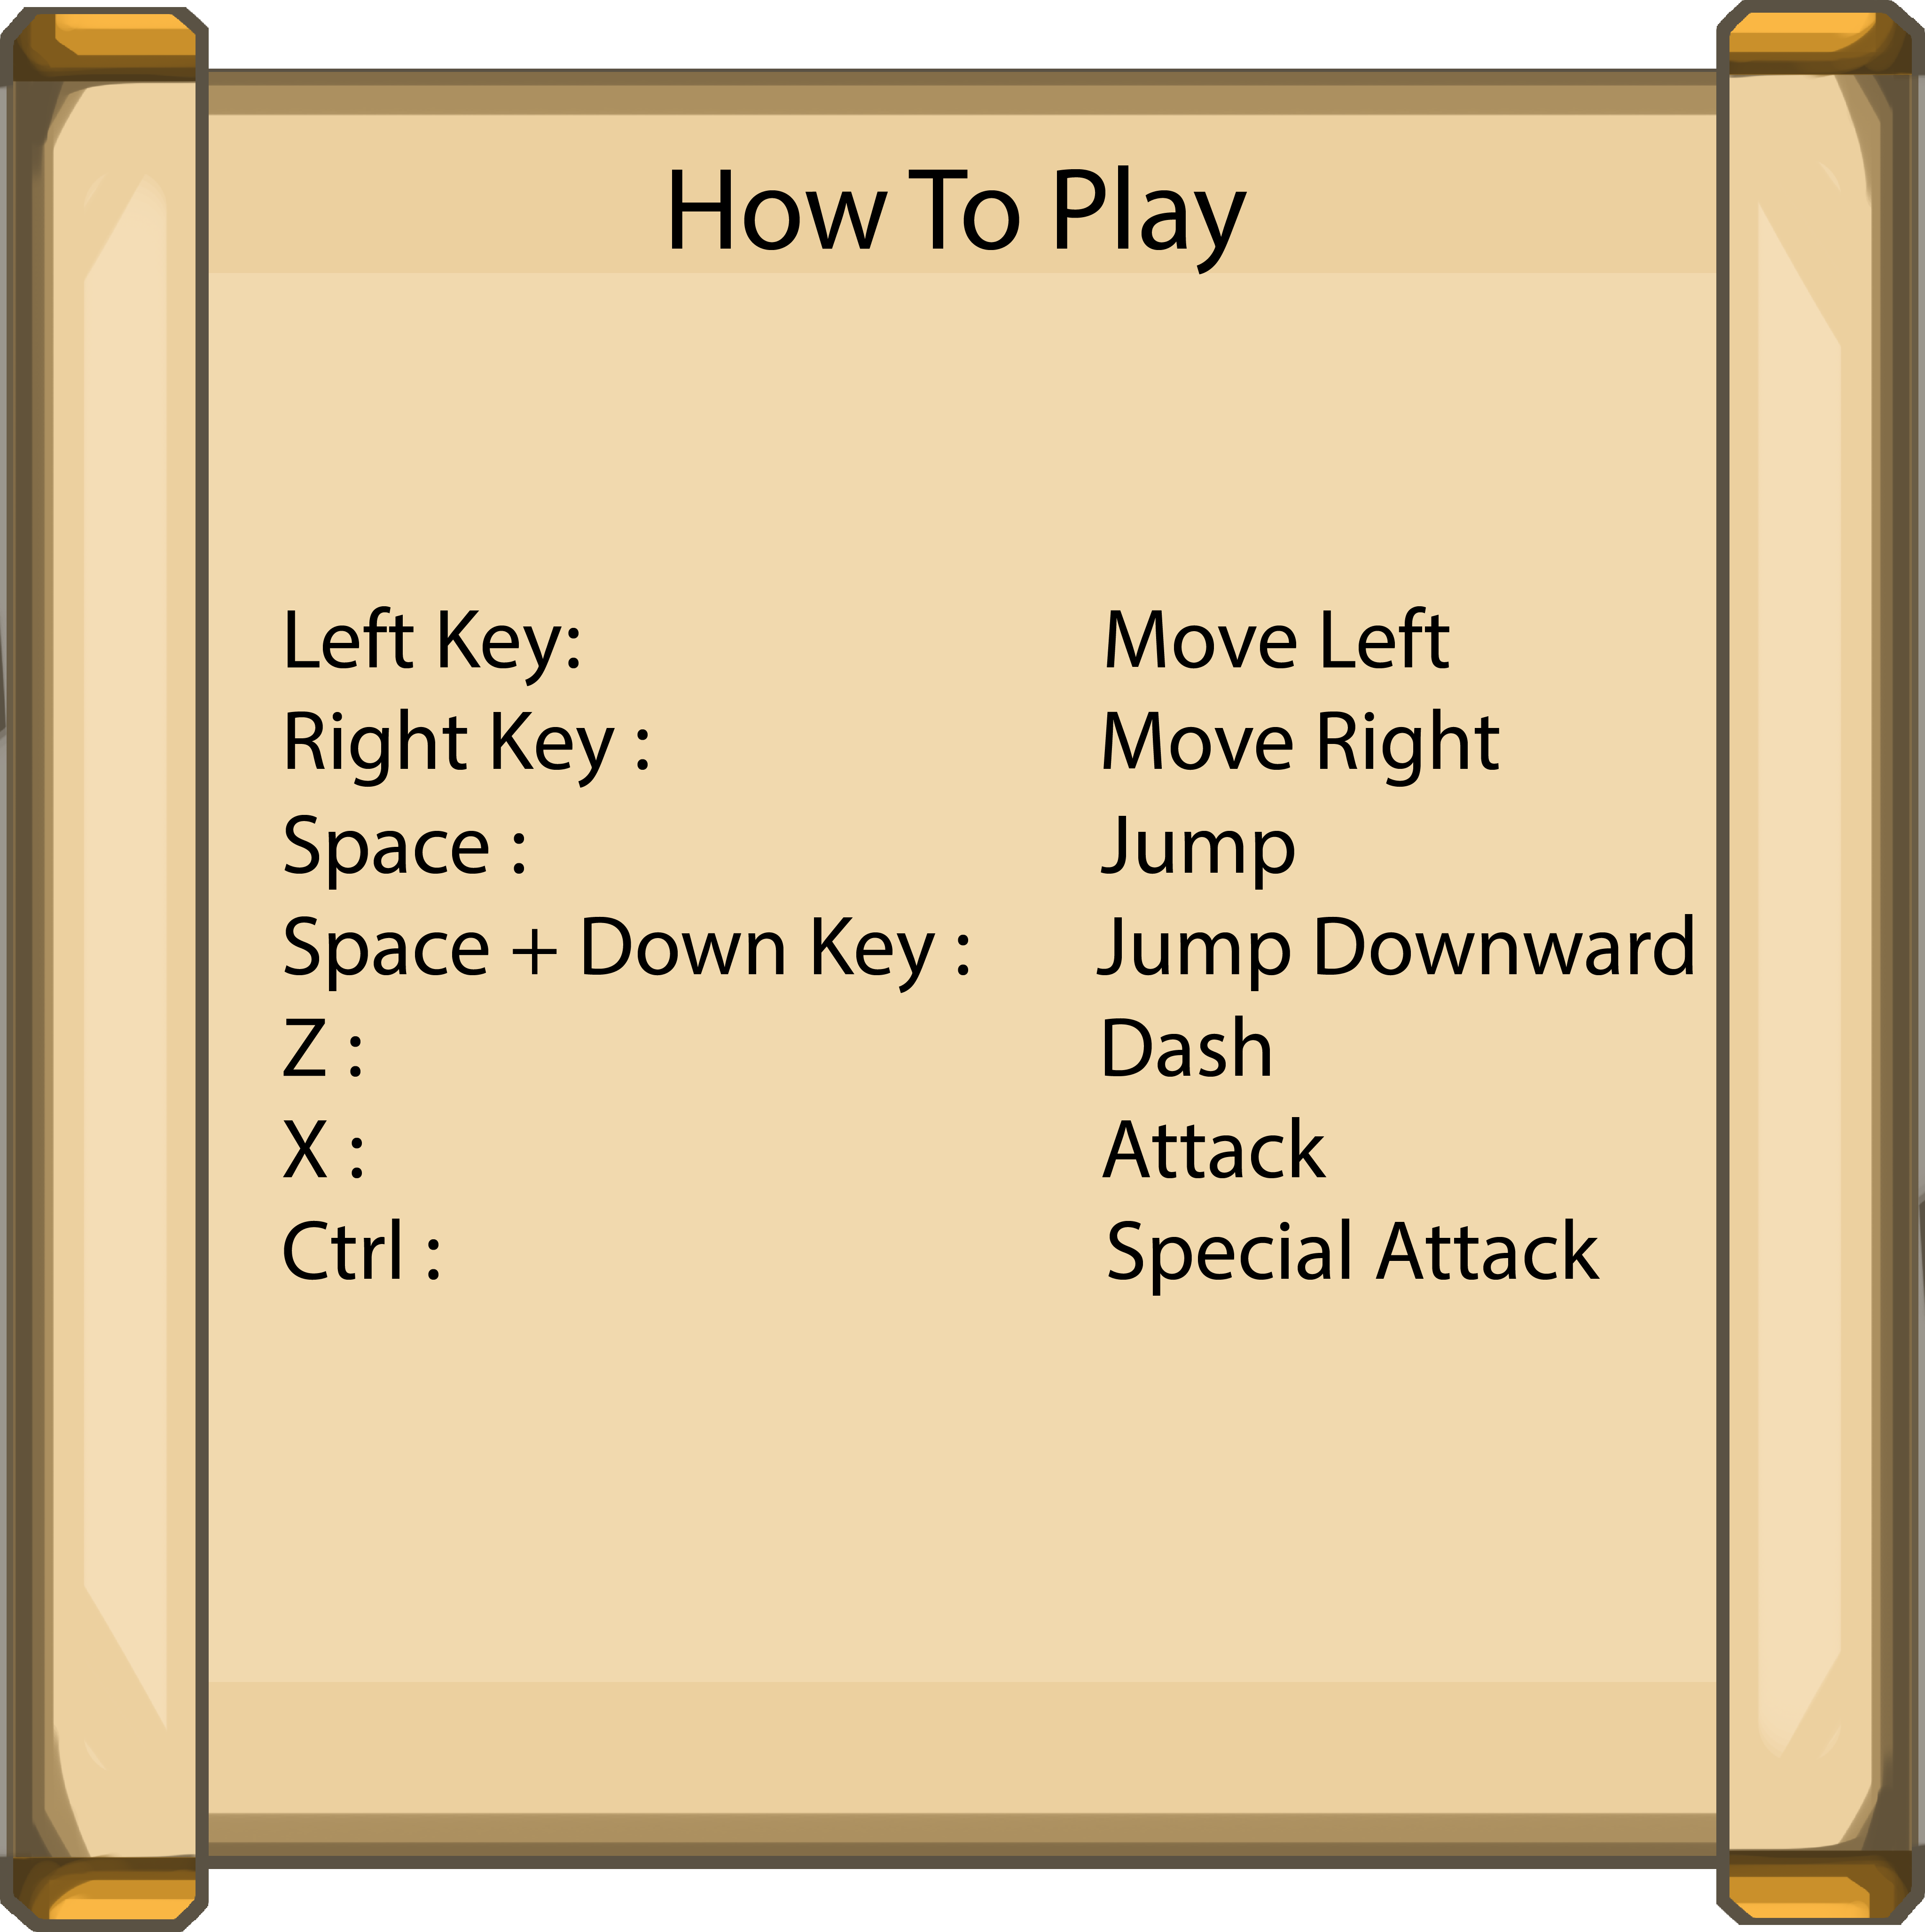 How To Play
Left Key: Move Left
Right Key : Move Right
Space : Jump
Space + Down Key : Jump Downward
Z : Dash
X : Attack
Ctrl : Special Attack